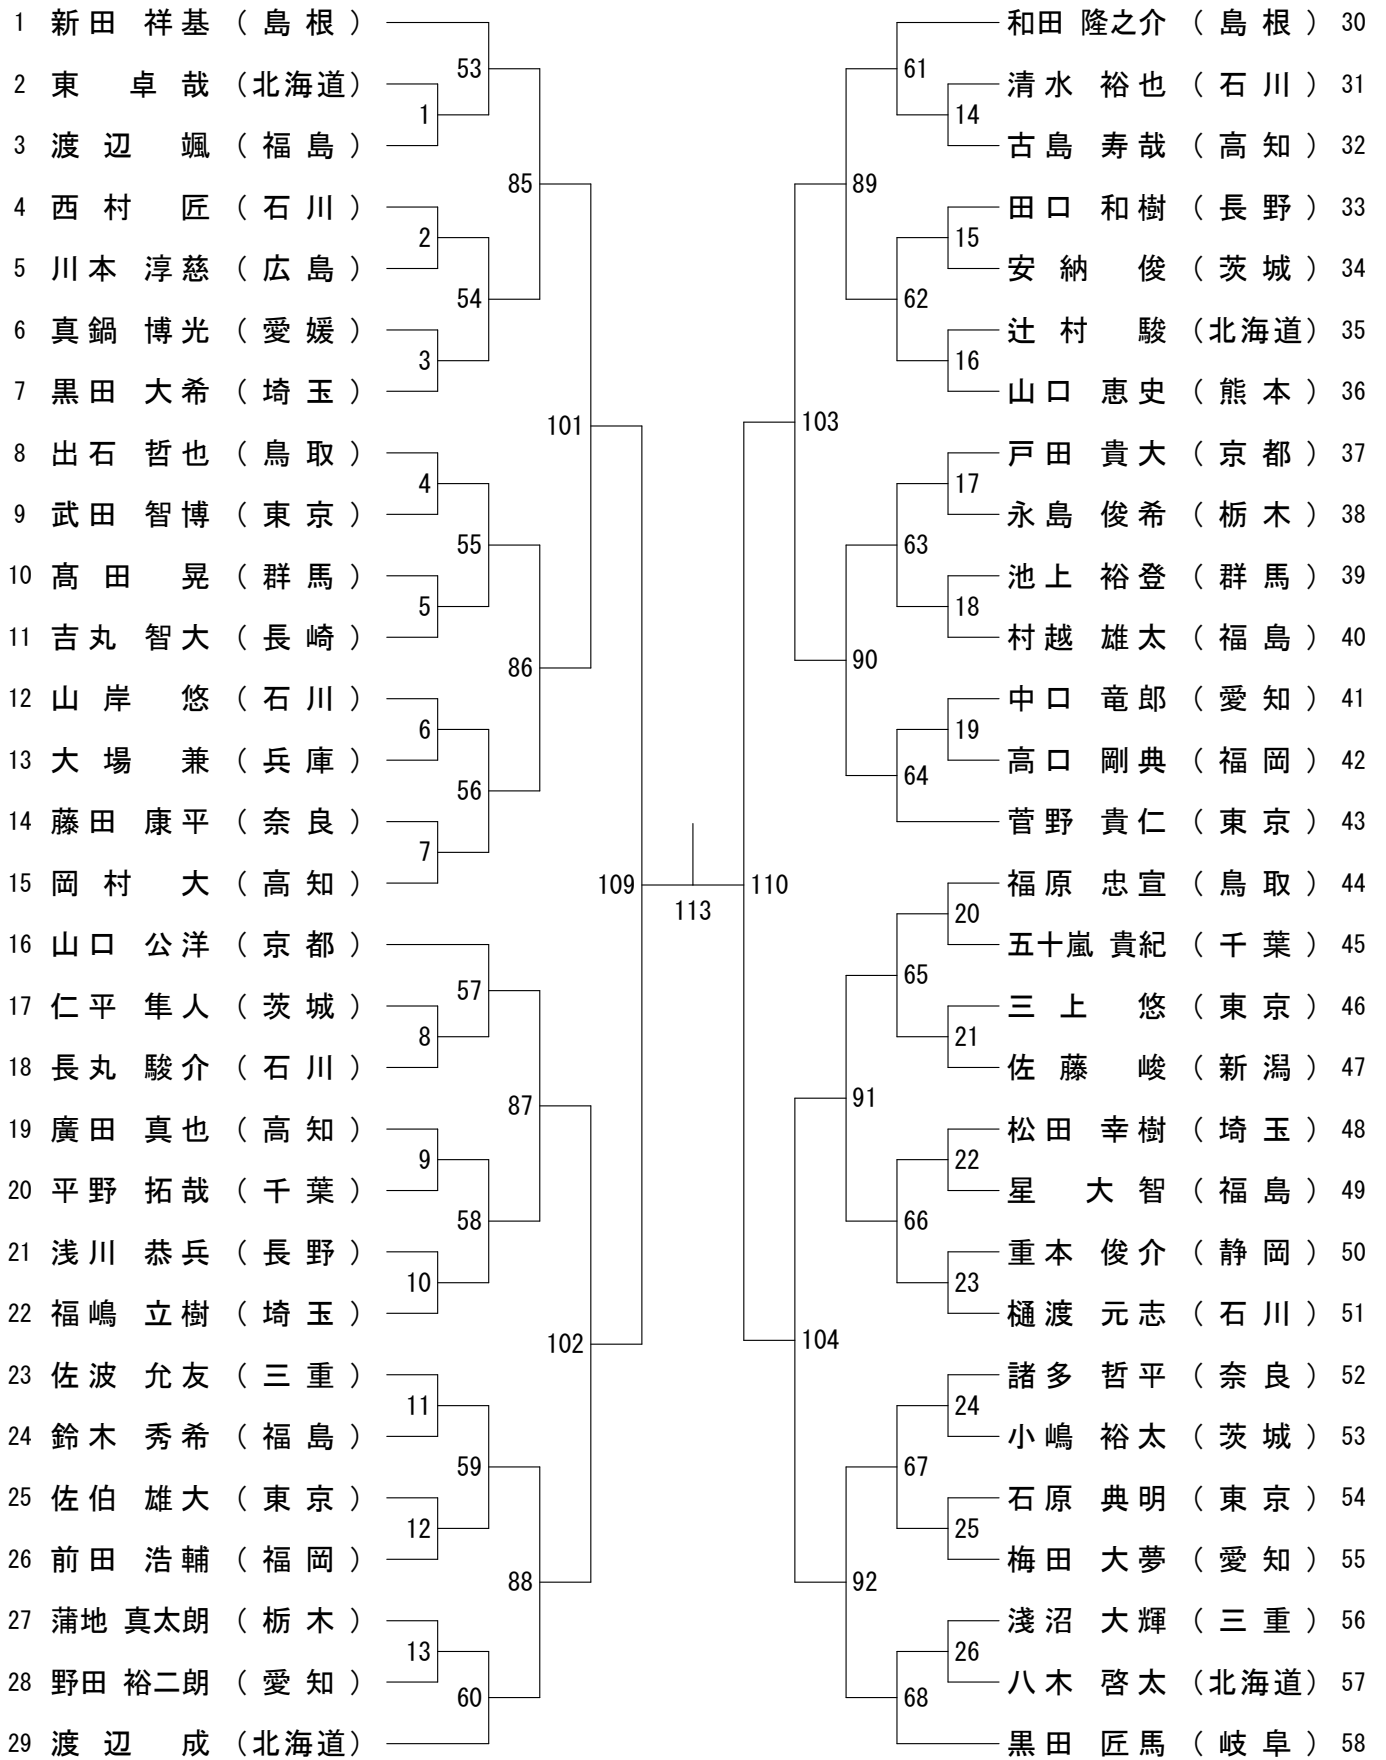 1 新田 祥基 (島根)
53
2 東 卓哉 (北海道)
1
3 渡辺 颯 (福島)
85
4 西村 匠 (石川)
2
5 川本 淳慈 (広島)
54
6 真鍋 博光 (愛媛)
3
7 黒田 大希 (埼玉)
101
8 出石 哲也 (鳥取)
4
9 武田 智博 (東京)
55
10 髙田 晃 (群馬)
5
11 吉丸 智大 (長崎)
86
12 山岸 悠 (石川)
6
13 大場 兼 (兵庫)
56
14 藤田 康平 (奈良)
7
15 岡村 大 (高知)
109
16 山口 公洋 (京都)
57
17 仁平 隼人 (茨城)
8
18 長丸 駿介 (石川)
87
19 廣田 真也 (高知)
9
20 平野 拓哉 (千葉)
58
21 浅川 恭兵 (長野)
10
22 福嶋 立樹 (埼玉)
102
23 佐波 允友 (三重)
11
24 鈴木 秀希 (福島)
59
25 佐伯 雄大 (東京)
12
26 前田 浩輔 (福岡)
88
27 蒲地 真太朗 (栃木)
13
28 野田 裕二朗 (愛知)
60
29 渡辺 成 (北海道)
113
和田 隆之介 (島根) 30
61
清水 裕也 (石川) 31
14
古島 寿哉 (高知) 32
89
田口 和樹 (長野) 33
15
安納 俊 (茨城) 34
62
辻村 駿 (北海道) 35
16
山口 恵史 (熊本) 36
103
戸田 貴大 (京都) 37
17
永島 俊希 (栃木) 38
63
池上 裕登 (群馬) 39
18
村越 雄太 (福島) 40
90
中口 竜郎 (愛知) 41
19
高口 剛典 (福岡) 42
64
菅野 貴仁 (東京) 43
110
福原 忠宣 (鳥取) 44
20
五十嵐 貴紀 (千葉) 45
65
三上 悠 (東京) 46
21
佐藤 峻 (新潟) 47
91
松田 幸樹 (埼玉) 48
22
星 大智 (福島) 49
66
重本 俊介 (静岡) 50
23
樋渡 元志 (石川) 51
104
諸多 哲平 (奈良) 52
24
小嶋 裕太 (茨城) 53
67
石原 典明 (東京) 54
25
梅田 大夢 (愛知) 55
92
淺沼 大輝 (三重) 56
26
八木 啓太 (北海道) 57
68
黒田 匠馬 (岐阜) 58